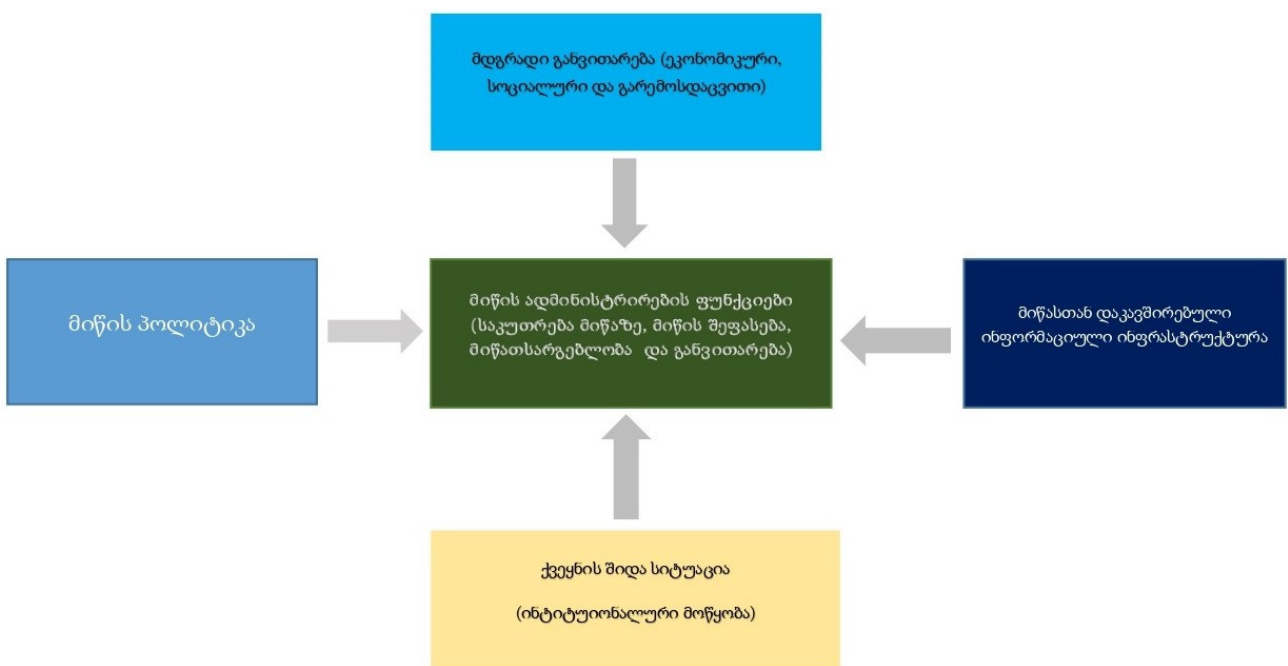 მდგრადი განვითარება (ეკონომიკური,
სოციალური და გარემოსდაცვითი)
მიწის პოლიტიკა
მიწის ადმინისტრირების ფუნქციები
(საკუთრება მიწაზე, მიწის შეფასება,
მიწათსარგებლობა და განვითარება)
მიწასთან დაკავშირებული
ინფორმაციული ინფრასტრუქტურა
ქვეყნის შიდა სიტუაცია
(ინტიტუიონალური მოწყობა)